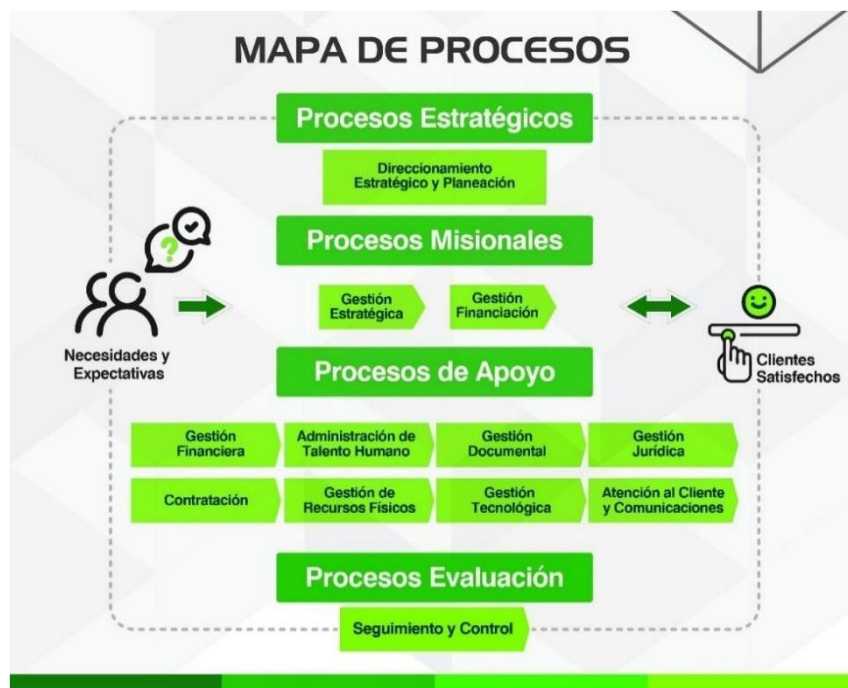 MAPA DE PROCESOS
Procesos Estratégicos
Direccionamiento
Estratégico y Planeación
Procesos Misionales
Gestión
Estratégica
Gestión
Financiación
Necesidades y
Expectativas
Clientes
Satisfechos
Procesos de Apoyo
Gestión
Financiera
Administración de
Talento Humano
Gestión
Documental
Gestión
Jurídica
Contratación
Gestión de
Recursos Físicos
Gestión
Tecnológica
Atención al Cliente
y Comunicaciones
Procesos Evaluación
Seguimiento y Control